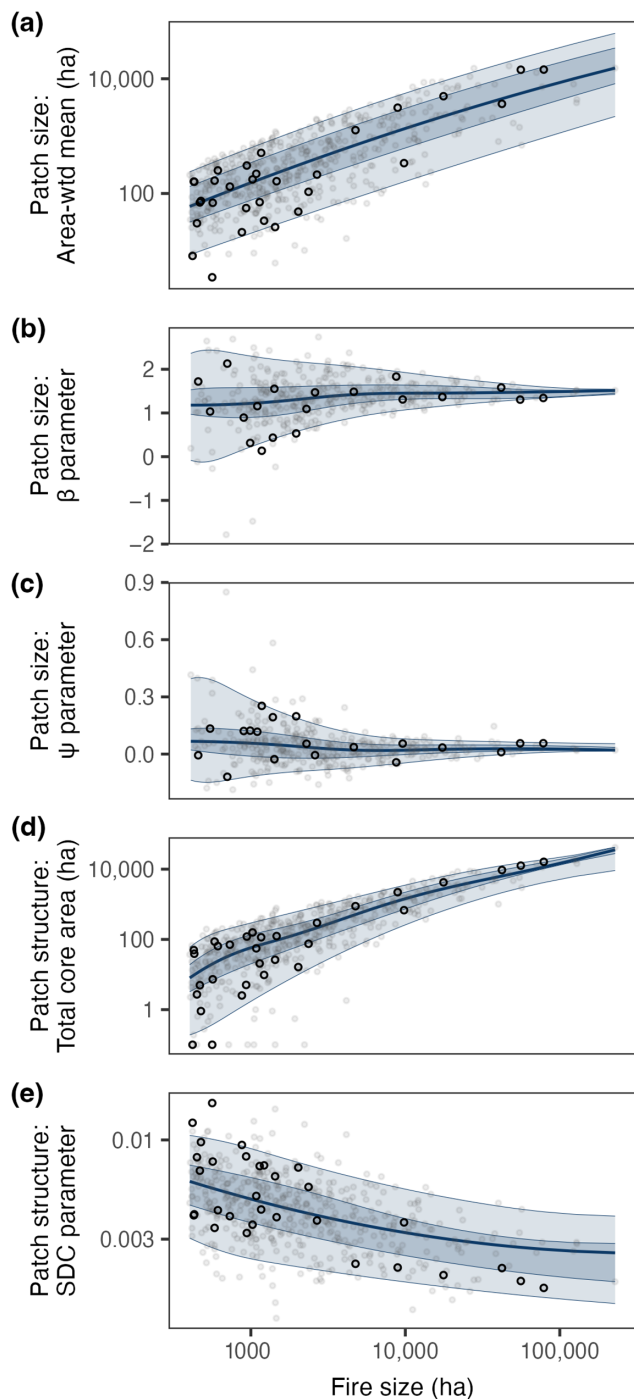 (a)
Patch size:
Area-wtd mean (ha)
10,000
100
(b)
Patch size:
β parameter
2
1
0
−1
−2
(c)
Patch size:
ψ parameter
0.9
0.6
0.3
0.0
(d)
Patch structure:
Total core area (ha)
10,000
100
1
(e)
Patch structure:
SDC parameter
0.01
0.003
1000
10,000
100,000
Fire size (ha)